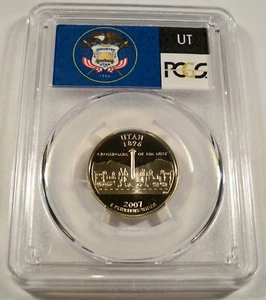 UT
PCGS
UTAH
1896
CROSSROADS OF THE WEST
2007
E PLURIBUS UNUM